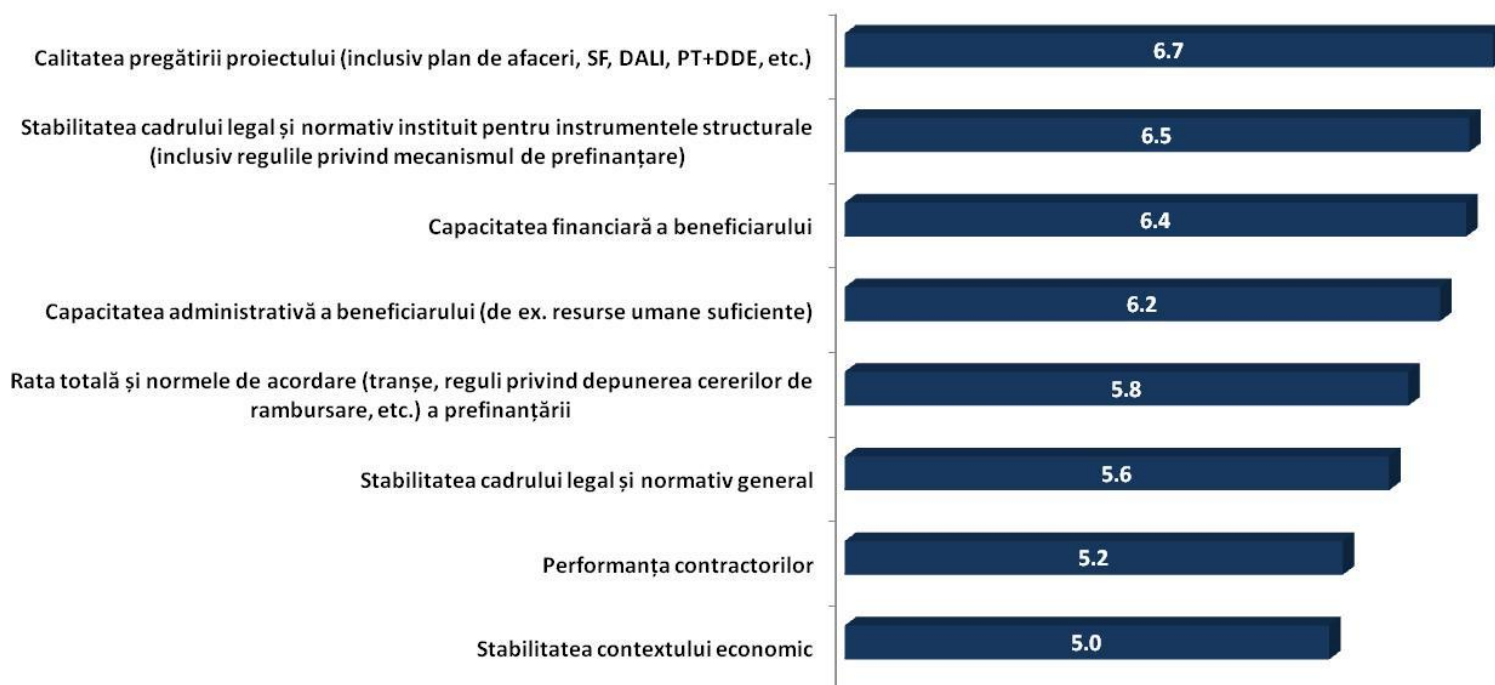 Calitatea pregătirii proiectului (inclusiv plan de afaceri, SF, DALI, PT+DDE, etc.)
6.7
Stabilitatea cadrului legal și normativ instituit pentru instrumentele structurale
(inclusiv regulile privind mecanismul de prefinanțare)
6.5
Capacitatea financiară a beneficiarului
6.4
Capacitatea administrativă a beneficiarului (de ex. resurse umane suficiente)
6.2
Rata totală și normele de acordare (tranșe, reguli privind depunerea cererilor de
rambursare, etc.) a prefinanțării
5.8
Stabilitatea cadrului legal și normativ general
5.6
Performanța contractorilor
5.2
Stabilitatea contextului economic
5.0